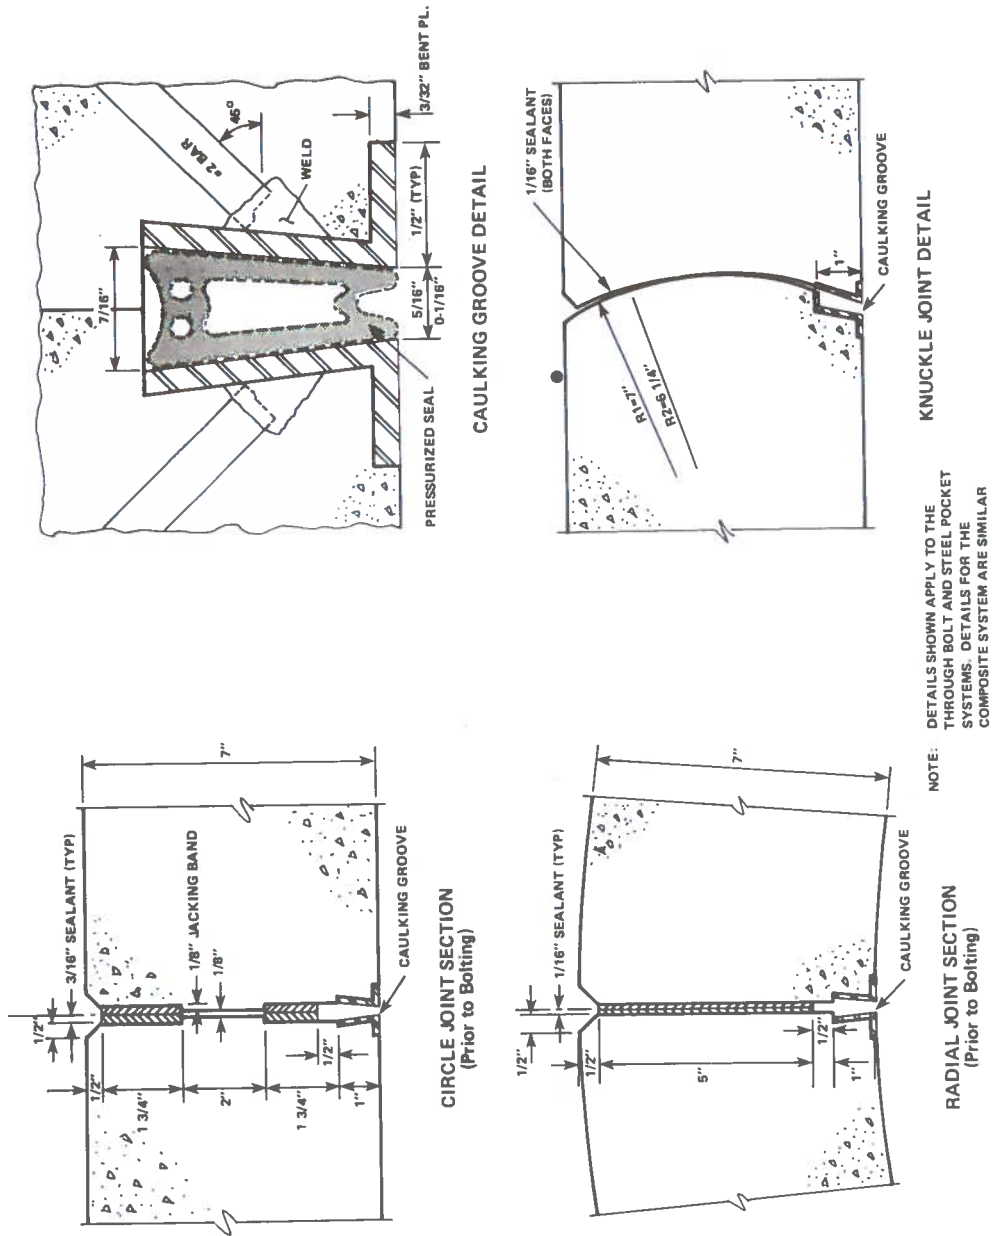 1/2"
3/16" SEALANT (TYP)
1/2"
1 3/4"
2"
1 3/4"
1/2"
1"
1/8" JACKING BAND
1/8"
7"
CAULKING GROOVE
CIRCLE JOINT SECTION
(Prior to Bolting)
7/16"
#2 BAR
45°
WELD
3/32" BENT PL.
1/2" (TYP)
5/16"
0-1/16"
PRESSURIZED SEAL
CAULKING GROOVE DETAIL
1/2"
1/16" SEALANT (TYP)
1/2"
5"
1/2"
1"
7"
CAULKING GROOVE
RADIAL JOINT SECTION
(Prior to Bolting)
1/16" SEALANT
(BOTH FACES)
R1=7"
R2=6 1/4"
1"
CAULKING GROOVE
KNUCKLE JOINT DETAIL
NOTE: DETAILS SHOWN APPLY TO THE
THROUGH BOLT AND STEEL POCKET
SYSTEMS. DETAILS FOR THE
COMPOSITE SYSTEM ARE SIMILAR